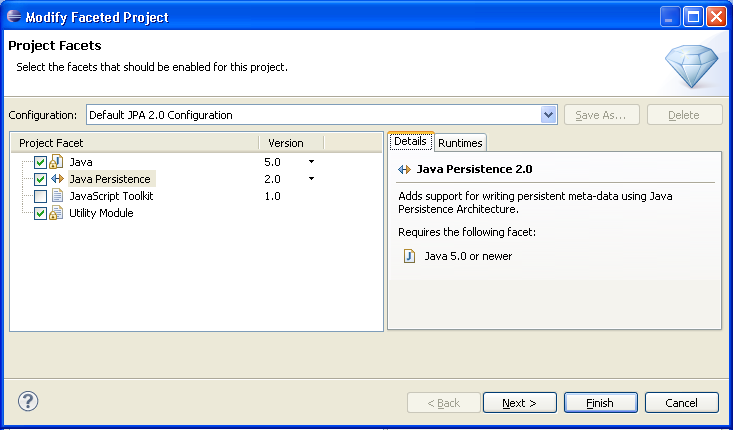 Modify Faceted Project
Project Facets
Select the facets that should be enabled for this project.
Configuration: Default JPA 2.0 Configuration Save As... Delete
Project Facet Version
Java 5.0
Java Persistence 2.0
JavaScript Toolkit 1.0
Utility Module
Details Runtimes
Java Persistence 2.0
Adds support for writing persistent meta-data using Java
Persistence Architecture.
Requires the following facet:
J Java 5.0 or newer
? < Back Next > Finish Cancel